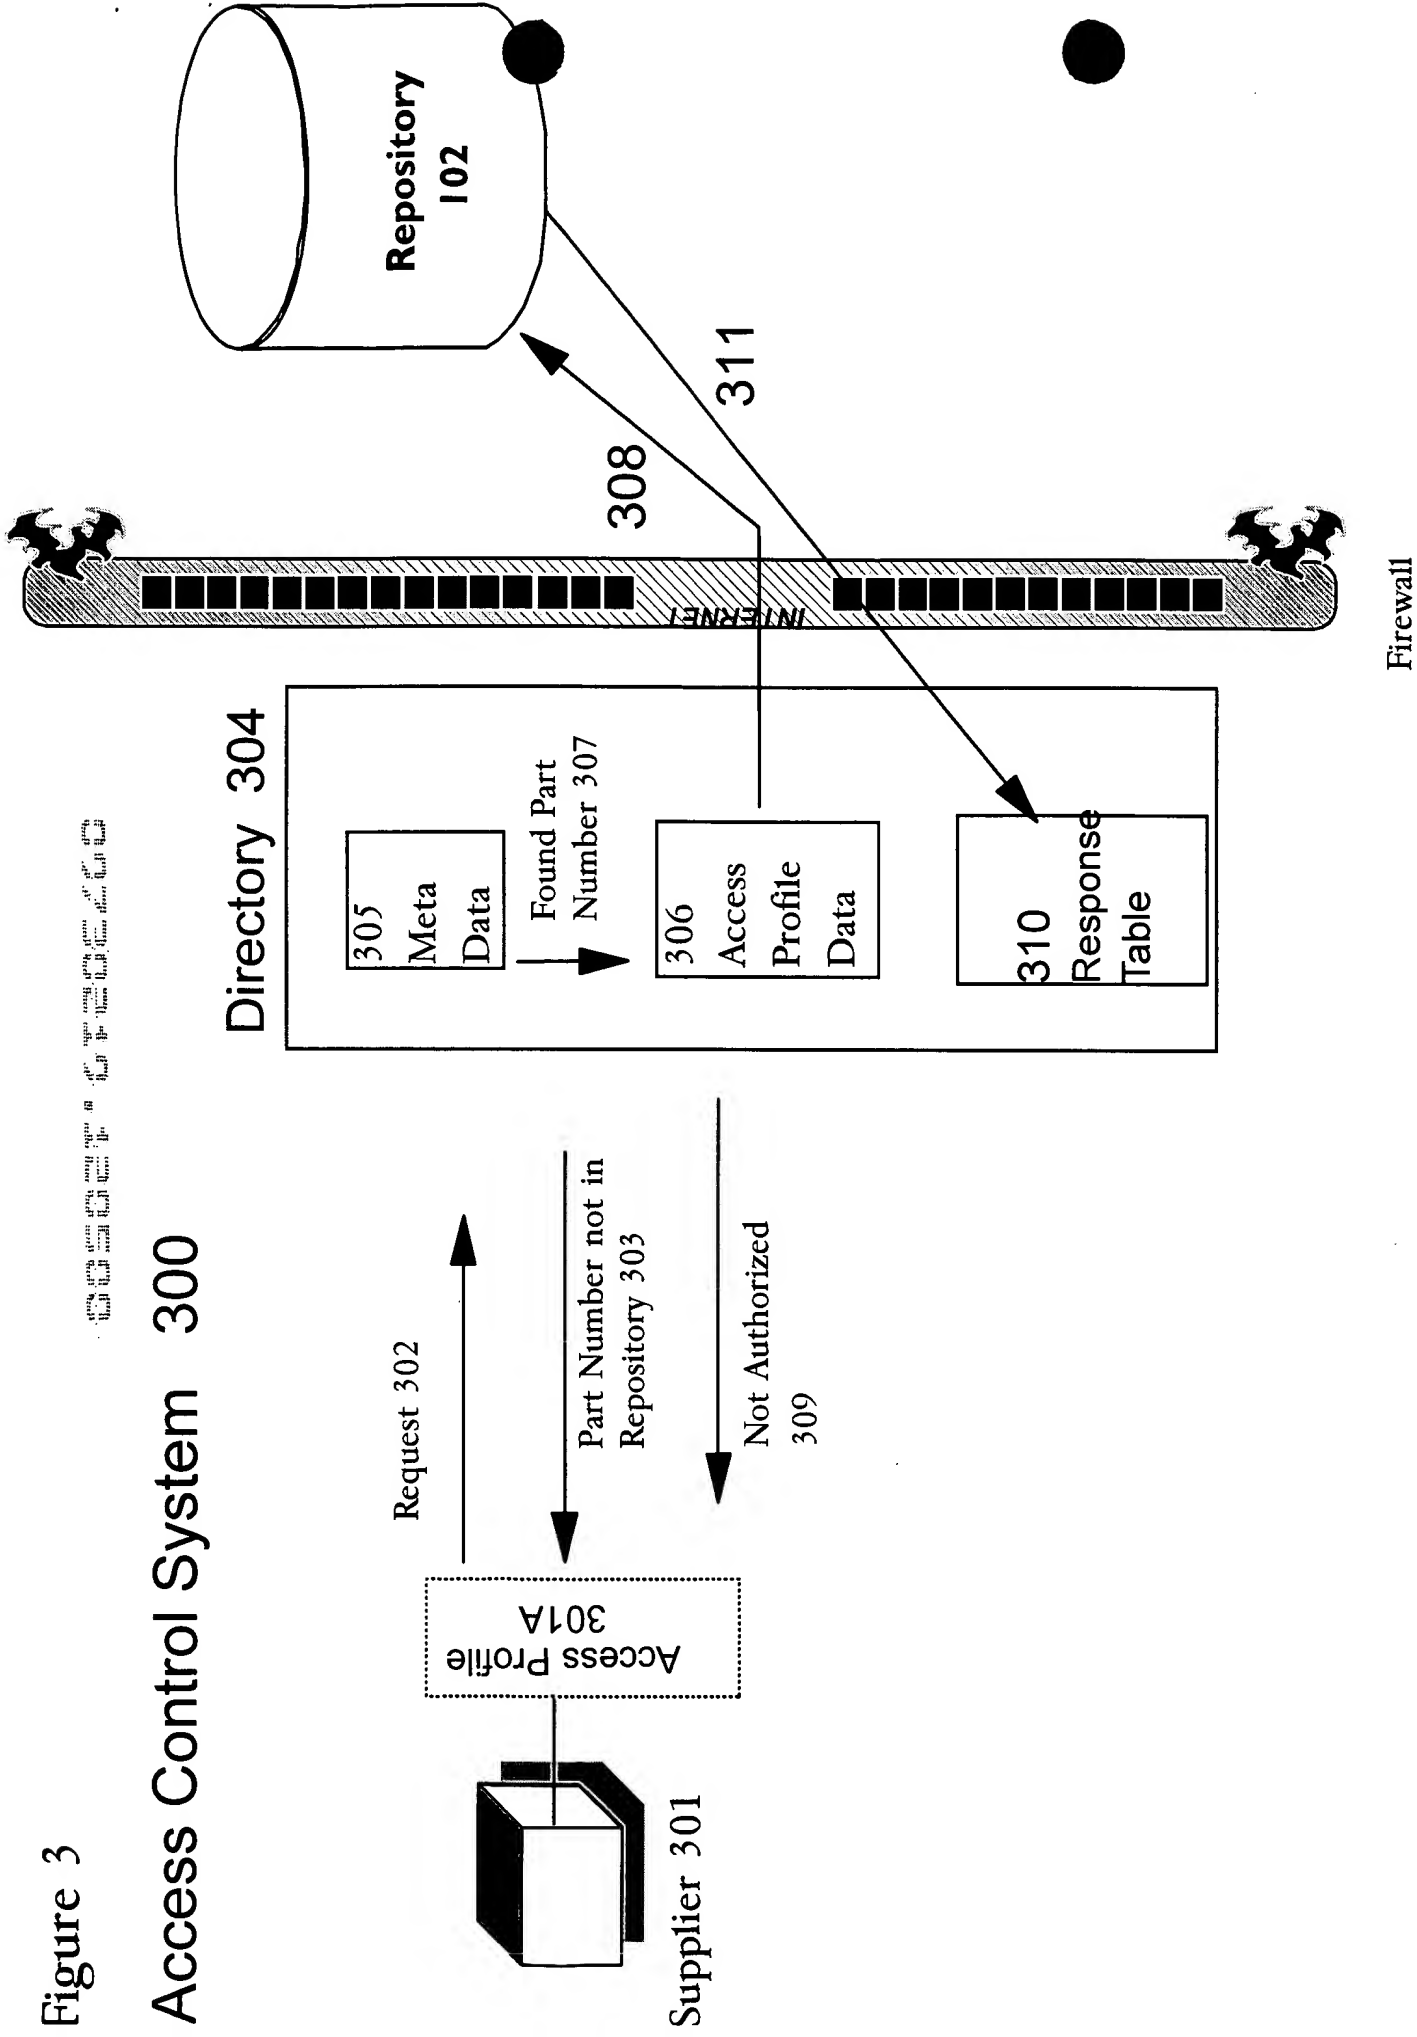 Figure 3
Access Control System 300
Directory 304
Repository
102
Request 302
Part Number not in
Repository 303
Not Authorized
309
Access Profile
301A
Supplier 301
305
Meta
Data
Found Part
Number 307
306
Access
Profile
Data
310
Response
Table
INTERNET
308
311
Firewall